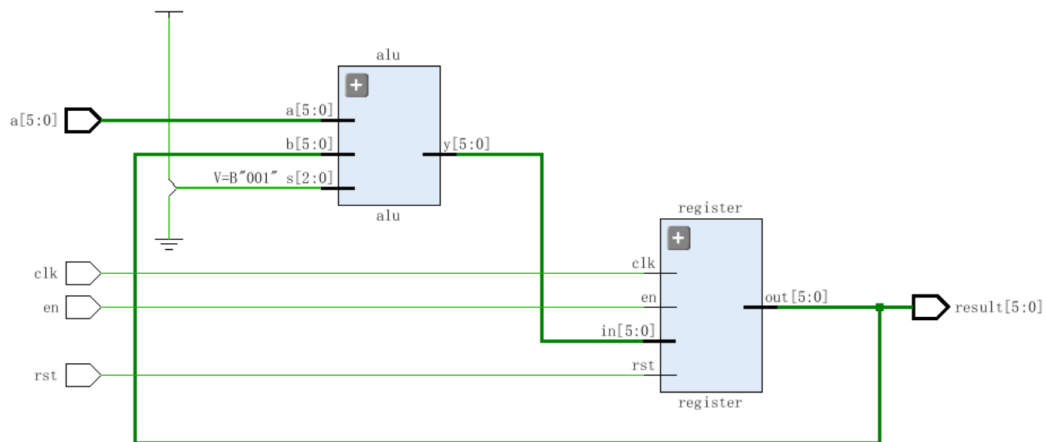 alu
a[5:0]
a[5:0]
b[5:0]
y[5:0]
V=B"001" s[2:0]
alu
register
clk
clk
en
en
out[5:0]
result[5:0]
in[5:0]
rst
rst
register